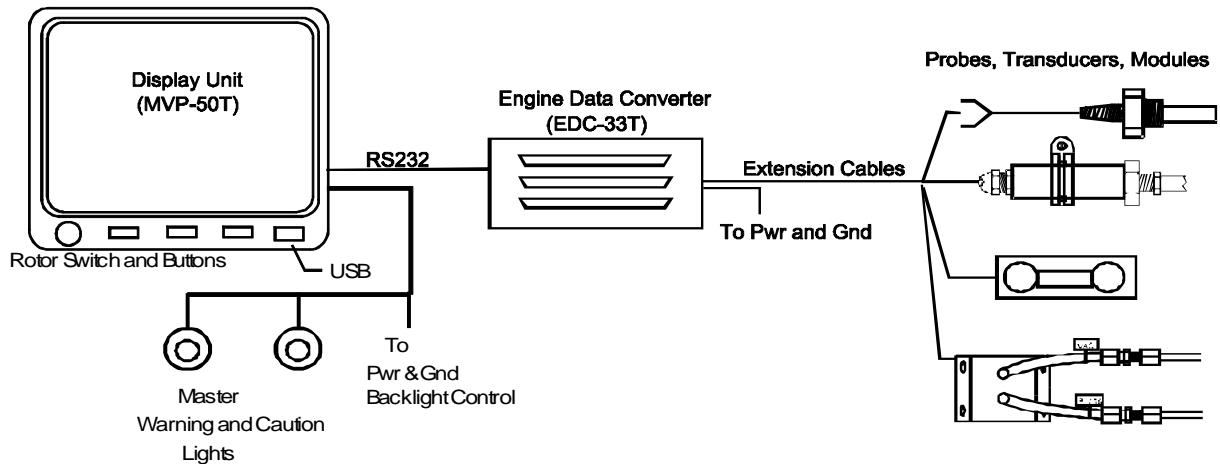 Display Unit
(MVP-50T)
Probes, Transducers, Modules
Engine Data Converter
(EDC-33T)
RS232
Extension Cables
To Pwr and Gnd
Rotor Switch and Buttons
USB
To
Pwr & Gnd
Backlight Control
Master
Warning and Caution
Lights